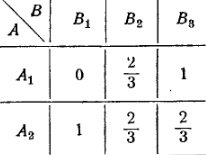 B
A B₁ B₂ B₃
A₁ 0 2/3 1
A₂ 1 2/3 2/3